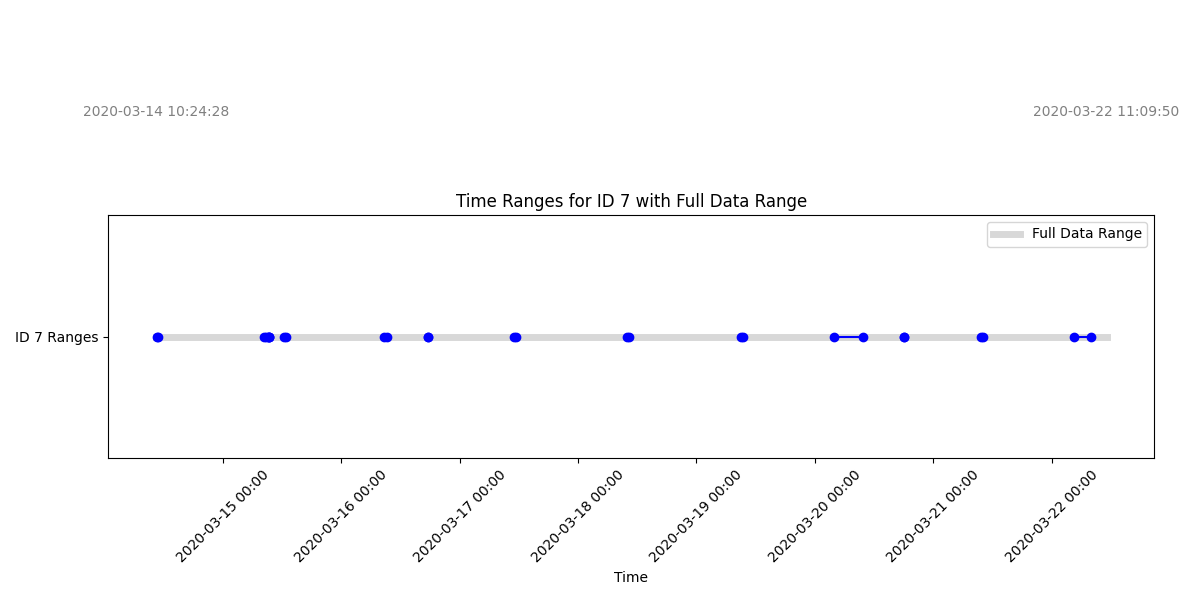 2020-03-14 10:24:28
2020-03-22 11:09:50
Time Ranges for ID 7 with Full Data Range
Full Data Range
ID 7 Ranges
2020-03-15 00:00
2020-03-16 00:00
2020-03-17 00:00
2020-03-18 00:00
2020-03-19 00:00
2020-03-20 00:00
2020-03-21 00:00
2020-03-22 00:00
Time